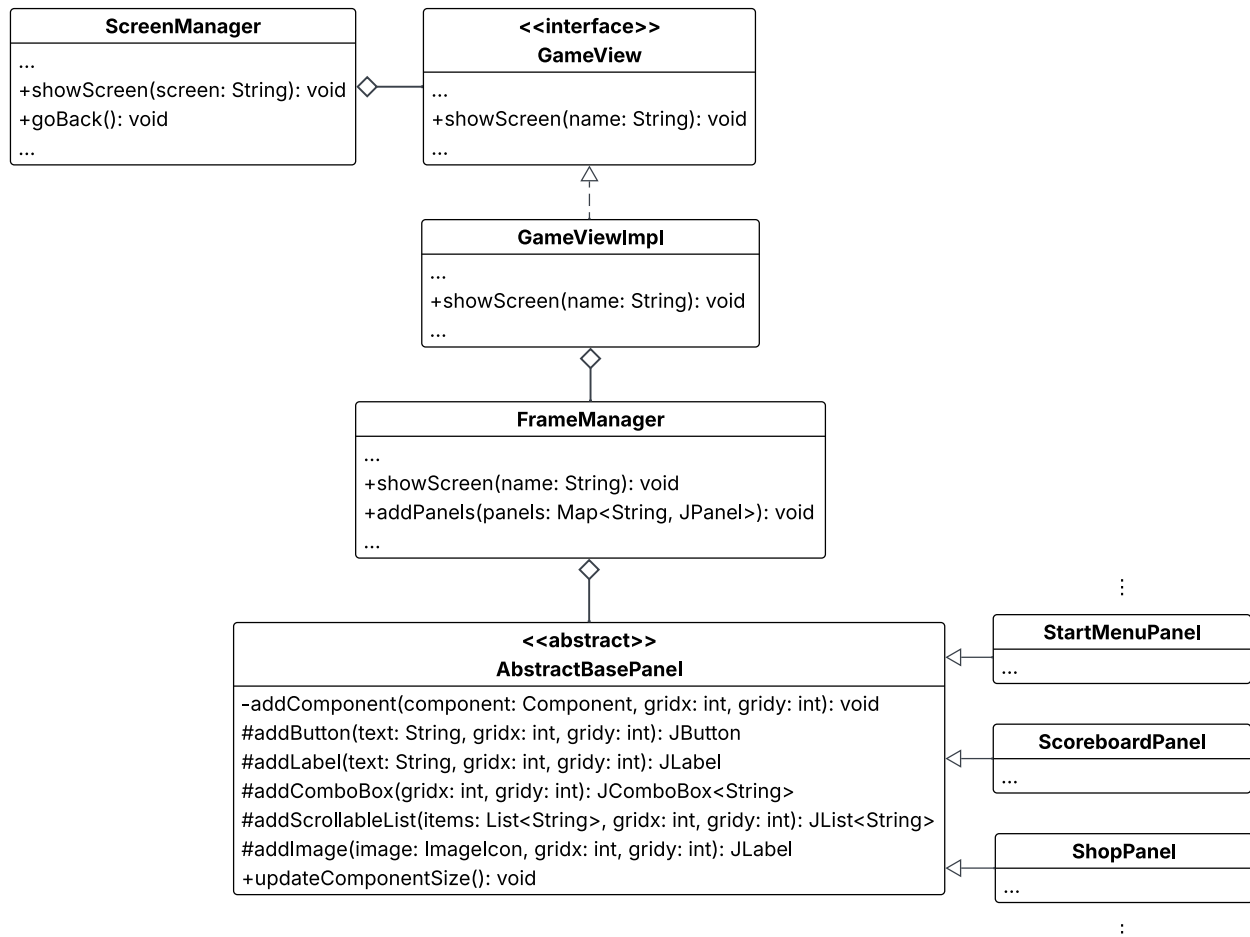 ScreenManager
...
+showScreen(screen: String): void
+goBack(): void
...
<<interface>>
GameView
...
+showScreen(name: String): void
...
GameViewImpl
...
+showScreen(name: String): void
...
FrameManager
...
+showScreen(name: String): void
+addPanels(panels: Map<String, JPanel>): void
...
<<abstract>>
AbstractBasePanel
-addComponent(component: Component, gridx: int, gridy: int): void
#addButton(text: String, gridx: int, gridy: int): JButton
#addLabel(text: String, gridx: int, gridy: int): JLabel
#addComboBox(gridx: int, gridy: int): JComboBox<String>
#addScrollableList(items: List<String>, gridx: int, gridy: int): JList<String>
#addImage(image: ImageIcon, gridx: int, gridy: int): JLabel
+updateComponentSize(): void
⋮
StartMenuPanel
...
ScoreboardPanel
...
ShopPanel
...
⋮